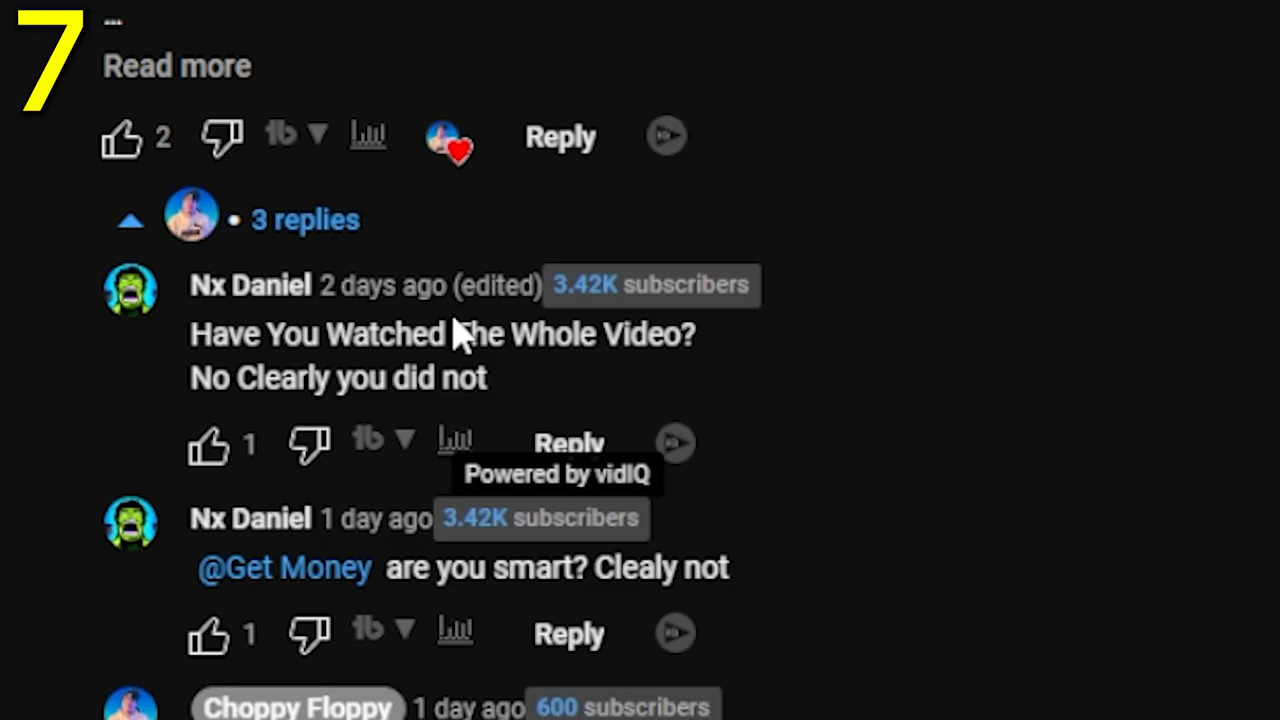 7
...
Read more
2 Reply
3 replies
Nx Daniel 2 days ago (edited) 3.42K subscribers
Have You Watched The Whole Video?
No Clearly you did not
1 Reply
Powered by vidIQ
Nx Daniel 1 day ago 3.42K subscribers
@Get Money are you smart? Clealy not
1 Reply
Choppy Floppy 1 day ago 600 subscribers